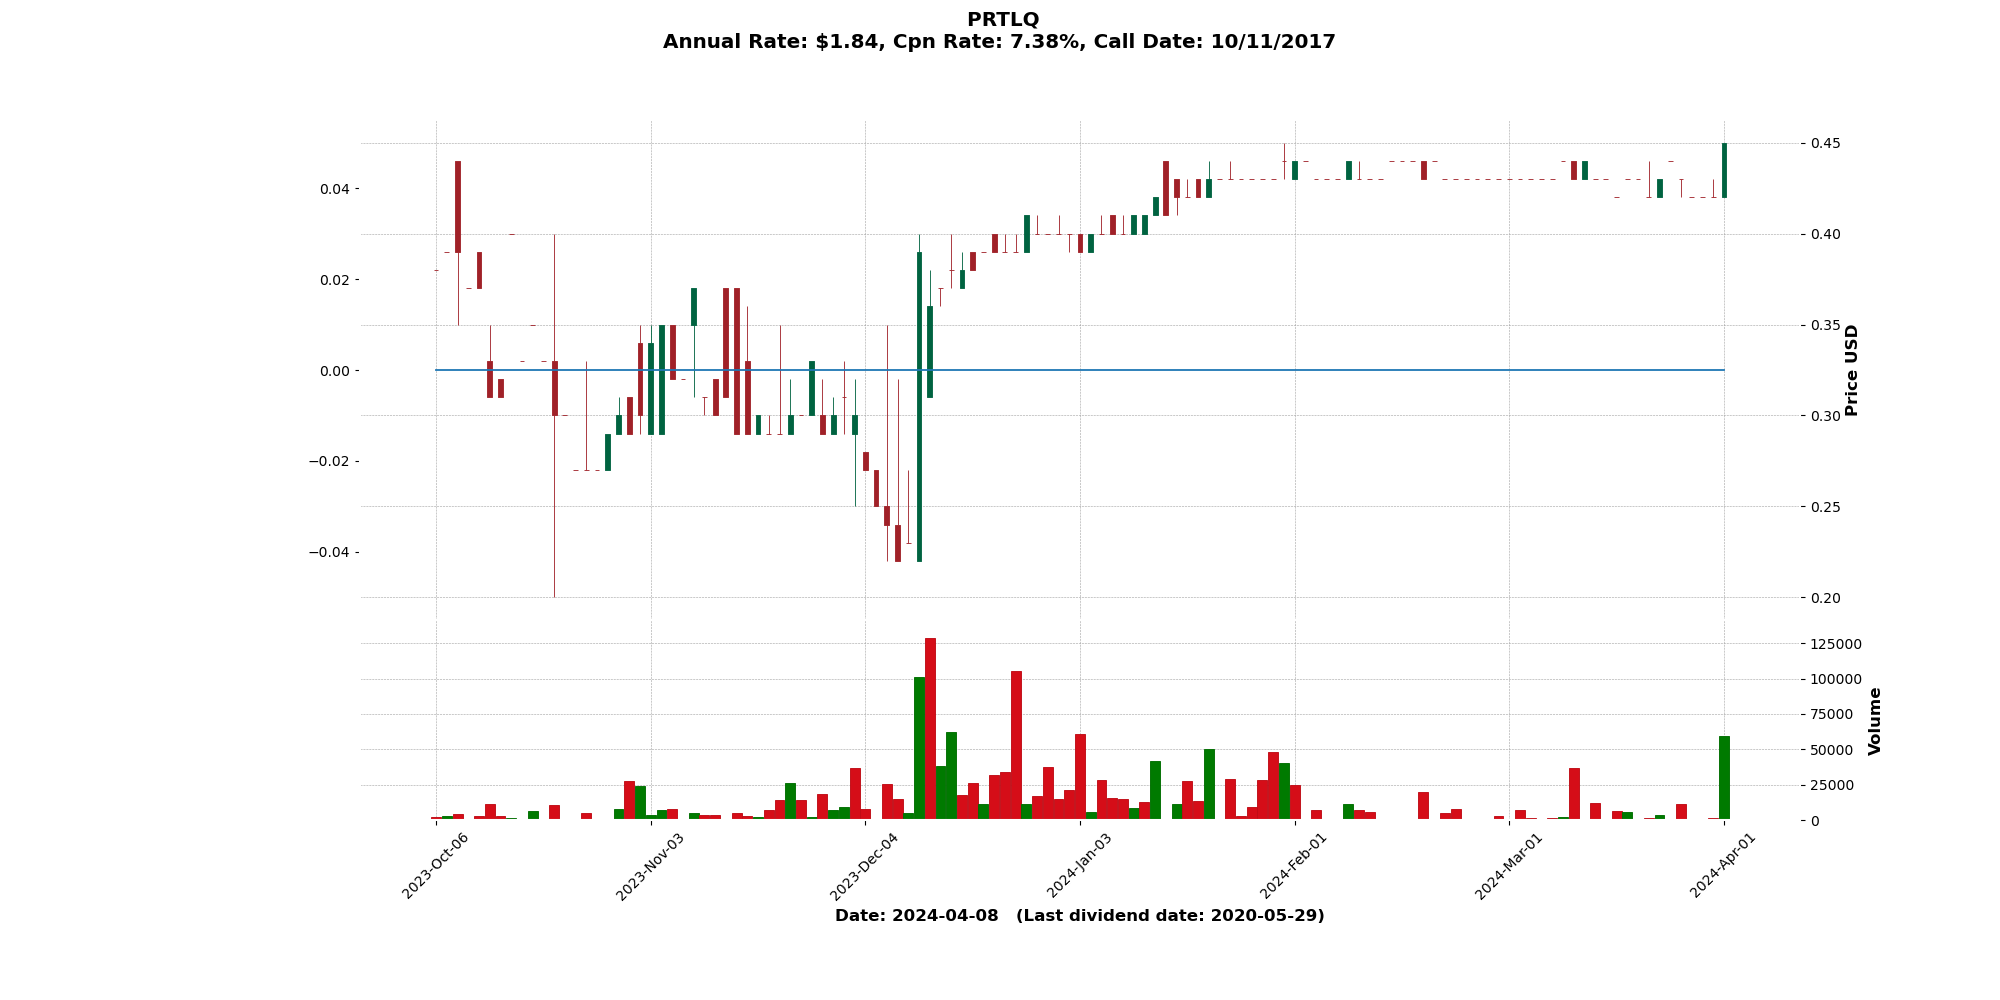 PRTLQ
Annual Rate: $1.84, Cpn Rate: 7.38%, Call Date: 10/11/2017
0.04
0.02
0.00
−0.02
−0.04
0.45
0.40
0.35
0.30
0.25
0.20
Price USD
125000
100000
75000
50000
25000
0
Volume
2023-Oct-06
2023-Nov-03
2023-Dec-04
2024-Jan-03
2024-Feb-01
2024-Mar-01
2024-Apr-01
Date: 2024-04-08   (Last dividend date: 2020-05-29)